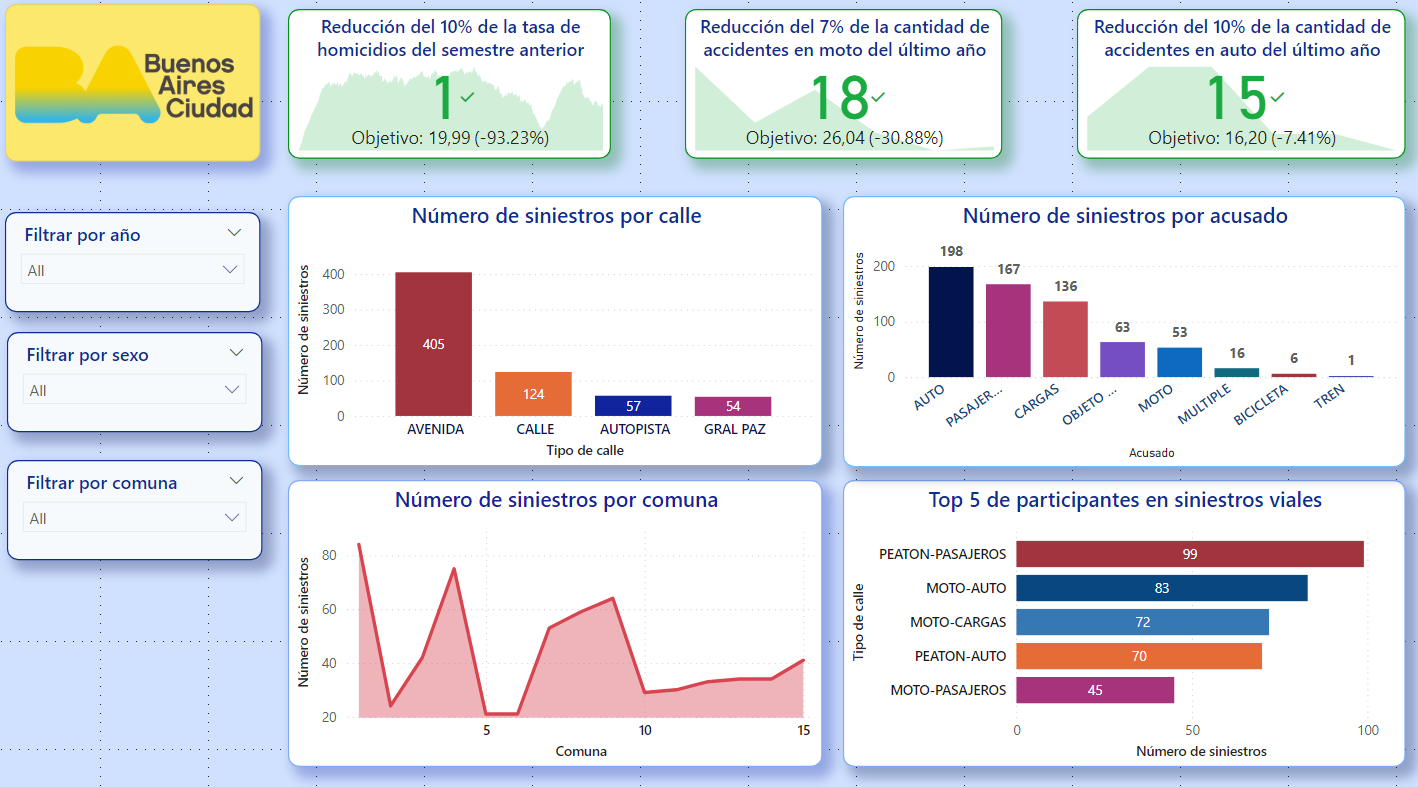 Buenos
Aires
Ciudad
Reducción del 10% de la tasa de
homicidios del semestre anterior
1
Objetivo: 19,99 (-93.23%)
Reducción del 7% de la cantidad de
accidentes en moto del último año
18
Objetivo: 26,04 (-30.88%)
Reducción del 10% de la cantidad de
accidentes en auto del último año
15
Objetivo: 16,20 (-7.41%)
Filtrar por año
All
Filtrar por sexo
All
Filtrar por comuna
All
Número de siniestros por calle
Número de siniestros
400
300
200
100
0
405
124
57
54
AVENIDA CALLE AUTOPISTA GRAL PAZ
Tipo de calle
Número de siniestros por acusado
Número de siniestros
200
100
0
198
167
136
63
53
16
6
1
AUTO
PASAJER...
CARGAS
OBJETO ...
MOTO
MULTIPLE
BICICLETA
TREN
Acusado
Número de siniestros por comuna
Número de siniestros
80
60
40
20
5 10 15
Comuna
Top 5 de participantes en siniestros viales
Tipo de calle
PEATON-PASAJEROS 99
MOTO-AUTO 83
MOTO-CARGAS 72
PEATON-AUTO 70
MOTO-PASAJEROS 45
0 50 100
Número de siniestros